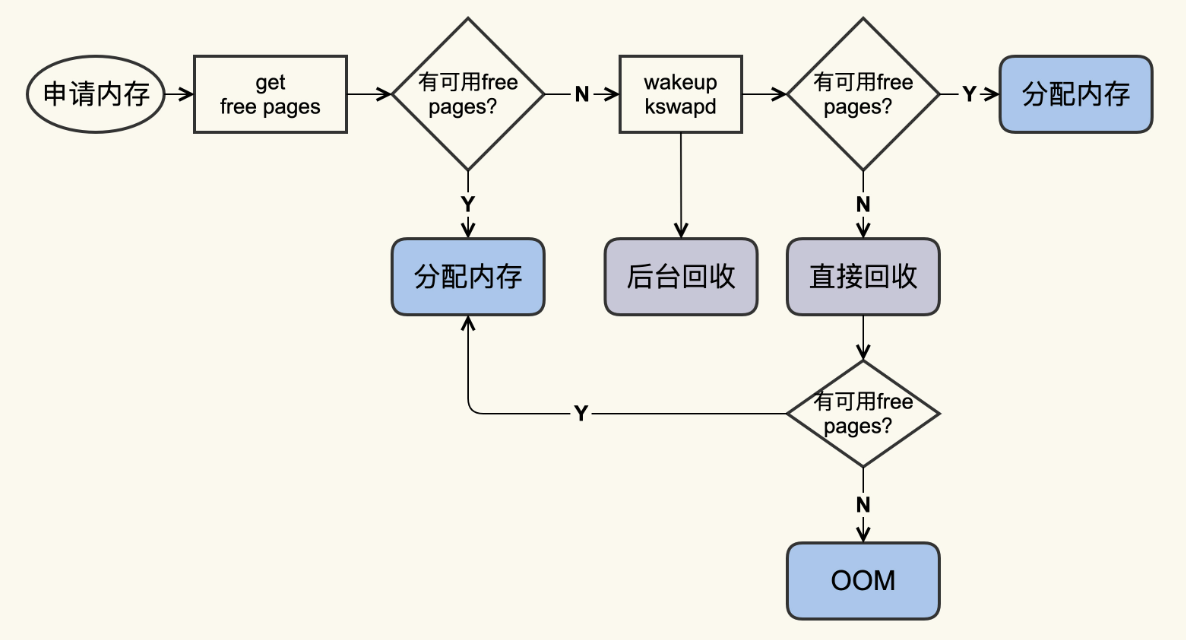 申请内存
get
free pages
有可用free
pages?
N
wakeup
kswapd
有可用free
pages?
Y
分配内存
Y
N
分配内存
后台回收
直接回收
有可用free
pages?
Y
N
OOM